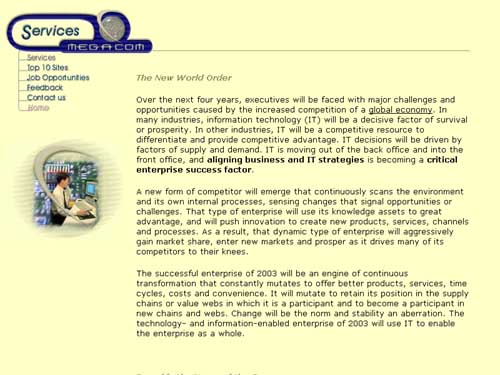 Services
MEGACOM
Services
Top 10 Sites
Job Opportunities
Feedback
Contact us
Home
The New World Order
Over the next four years, executives will be faced with major challenges and
opportunities caused by the increased competition of a global economy. In
many industries, information technology (IT) will be a decisive factor of survival
or prosperity. In other industries, IT will be a competitive resource to
differentiate and provide competitive advantage. IT decisions will be driven by
factors of supply and demand. IT is moving out of the back office and into the
front office, and aligning business and IT strategies is becoming a critical
enterprise success factor.
A new form of competitor will emerge that continuously scans the environment
and its own internal processes, sensing changes that signal opportunities or
challenges. That type of enterprise will use its knowledge assets to great
advantage, and will push innovation to create new products, services, channels
and processes. As a result, that dynamic type of enterprise will aggressively
gain market share, enter new markets and prosper as it drives many of its
competitors to their knees.
The successful enterprise of 2003 will be an engine of continuous
transformation that constantly mutates to offer better products, services, time
cycles, costs and convenience. It will mutate to retain its position in the supply
chains or value webs in which it is a participant and to become a participant in
new chains and webs. Change will be the norm and stability an aberration. The
technology- and information-enabled enterprise of 2003 will use IT to enable
the enterprise as a whole.